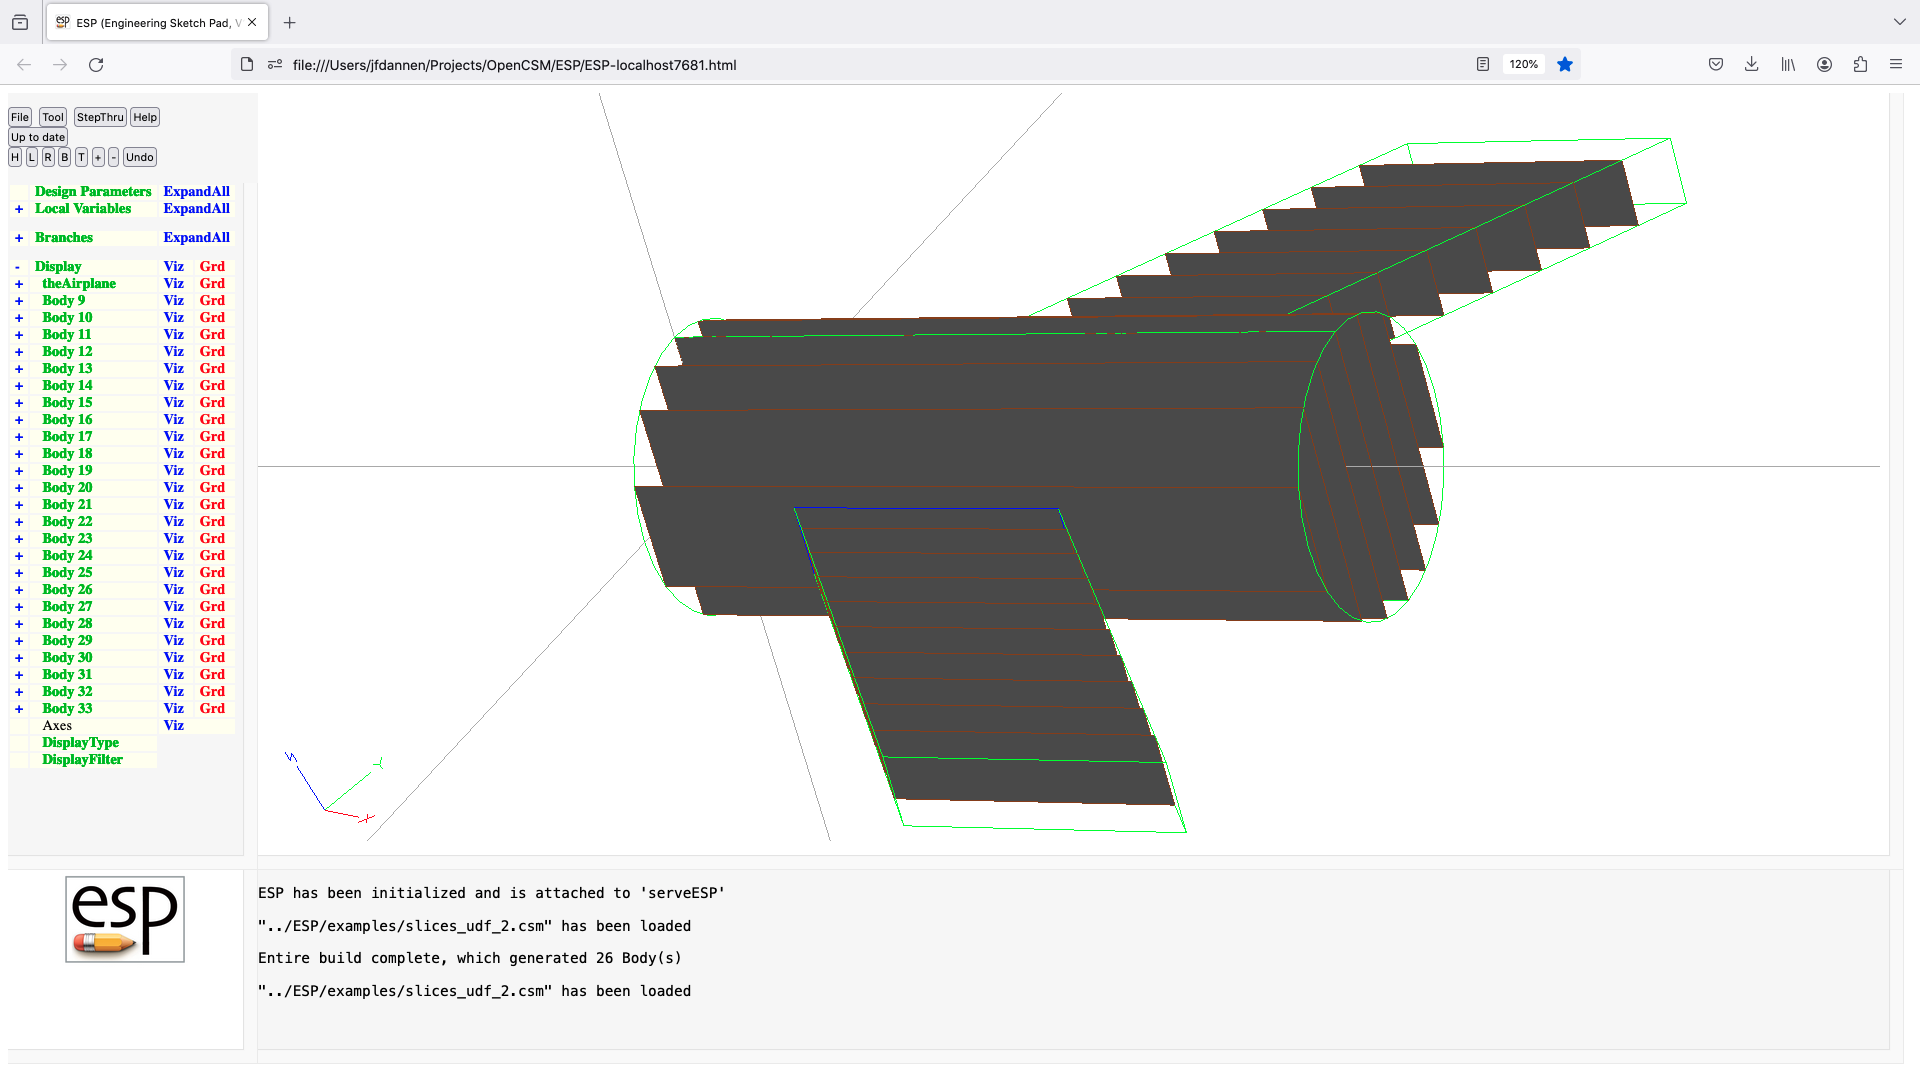 ESP (Engineering Sketch Pad, V
file:///Users/jfdannen/Projects/OpenCSM/ESP/ESP-localhost7681.html 120%
File Tool StepThru Help
Up to date
H L R B T + - Undo
Design Parameters ExpandAll
+ Local Variables ExpandAll
+ Branches ExpandAll
- Display Viz Grd
+ theAirplane Viz Grd
+ Body 9 Viz Grd
+ Body 10 Viz Grd
+ Body 11 Viz Grd
+ Body 12 Viz Grd
+ Body 13 Viz Grd
+ Body 14 Viz Grd
+ Body 15 Viz Grd
+ Body 16 Viz Grd
+ Body 17 Viz Grd
+ Body 18 Viz Grd
+ Body 19 Viz Grd
+ Body 20 Viz Grd
+ Body 21 Viz Grd
+ Body 22 Viz Grd
+ Body 23 Viz Grd
+ Body 24 Viz Grd
+ Body 25 Viz Grd
+ Body 26 Viz Grd
+ Body 27 Viz Grd
+ Body 28 Viz Grd
+ Body 29 Viz Grd
+ Body 30 Viz Grd
+ Body 31 Viz Grd
+ Body 32 Viz Grd
+ Body 33 Viz Grd
Axes Viz
DisplayType
DisplayFilter
Z Y X
esp
ESP has been initialized and is attached to 'serveESP'
"../ESP/examples/slices_udf_2.csm" has been loaded
Entire build complete, which generated 26 Body(s)
"../ESP/examples/slices_udf_2.csm" has been loaded